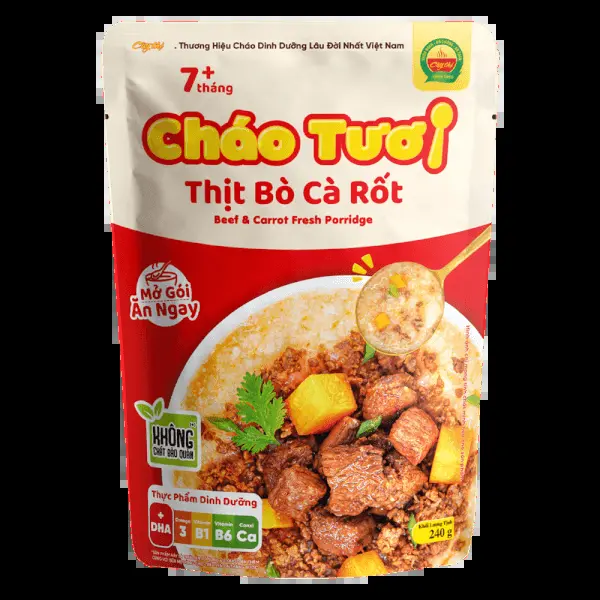 Cây Thị . Thương Hiệu Cháo Dinh Dưỡng Lâu Đời Nhất Việt Nam
Cây Thị
7+
tháng
Cháo Tươi
Thịt Bò Cà Rốt
Beef & Carrot Fresh Porridge
Mở Gói
Ăn Ngay
KHÔNG
CHẤT BẢO QUẢN
Thực Phẩm Dinh Dưỡng
+
DHA
Omega
3
Vitamin
B1
Vitamin
B6
Canxi
Ca
Khối Lượng Tịnh
240 g